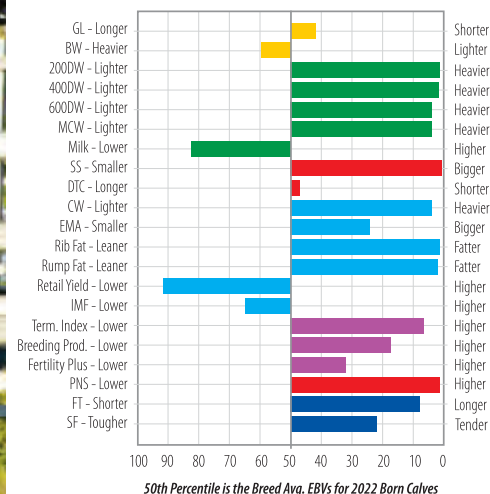 GL - Longer Shorter
BW - Heavier Lighter
200DW - Lighter Heavier
400DW - Lighter Heavier
600DW - Lighter Heavier
MCW - Lighter Heavier
Milk - Lower Higher
SS - Smaller Bigger
DTC - Longer Shorter
CW - Lighter Heavier
EMA - Smaller Bigger
Rib Fat - Leaner Fatter
Rump Fat - Leaner Fatter
Retail Yield - Lower Higher
IMF - Lower Higher
Term. Index - Lower Higher
Breeding Prod. - Lower Higher
Fertility Plus - Lower Higher
PNS - Lower Higher
FT - Shorter Longer
SF - Tougher Tender
100 90 80 70 60 50 40 30 20 10 0
50th Percentile is the Breed Avg. EBVs for 2022 Born Calves